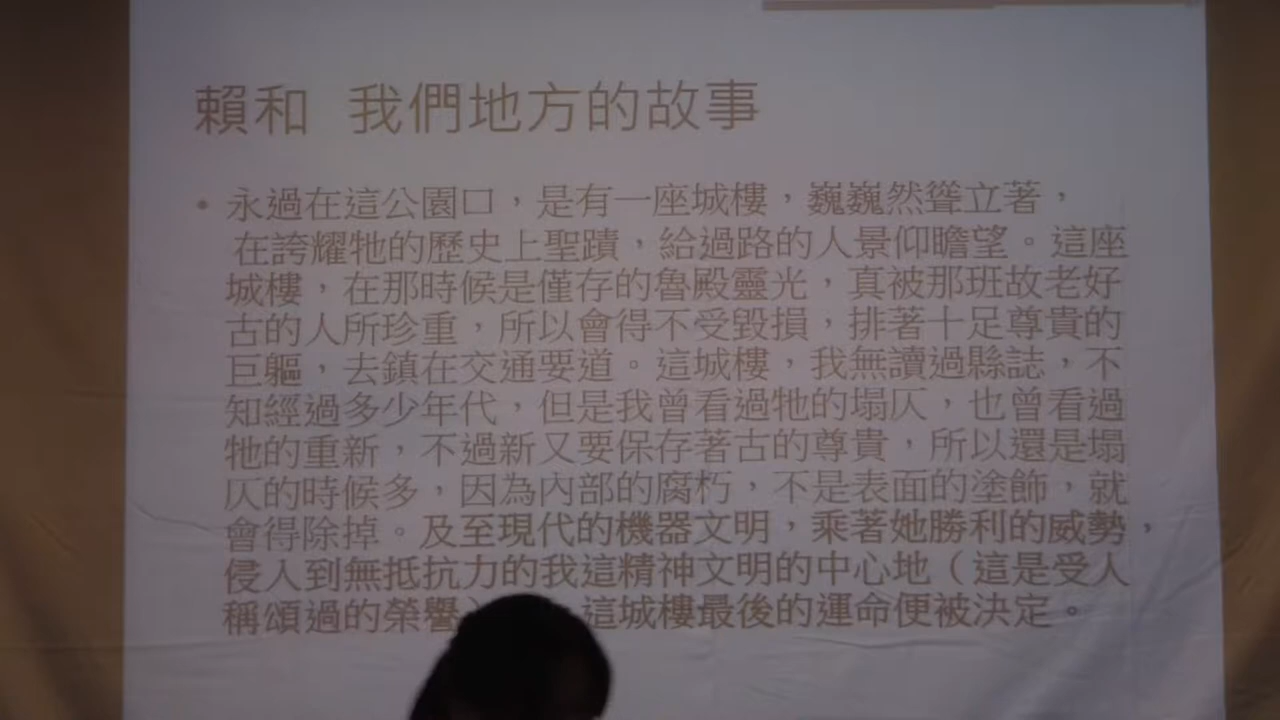 賴和 我們地方的故事
• 永過在這公園口，是有一座城樓，巍巍然聳立著，
在誇耀牠的歷史上聖蹟，給過路的人景仰瞻望。這座
城樓，在那時候是僅存的魯殿靈光，真被那班故老好
古的人所珍重，所以會得不受毀損，排著十足尊貴的
巨軀，去鎮在交通要道。這城樓，我無讀過縣誌，不
知經過多少年代，但是我曾看過牠的塌仄，也曾看過
牠的重新，不過新又要保存著古的尊貴，所以還是塌
仄的時候多，因為內部的腐朽，不是表面的塗飾，就
會得除掉。及至現代的機器文明，乘著她勝利的威勢，
侵入到無抵抗力的我這精神文明的中心地（這是受人
稱頌過的榮譽 這城樓最後的運命便被決定。